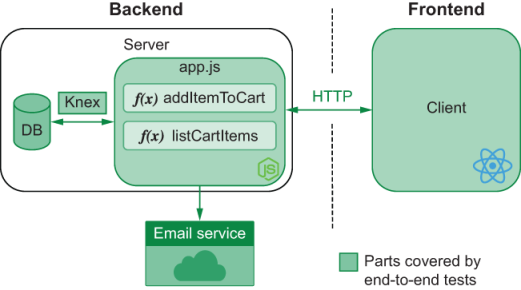 Backend
Frontend
Server
app.js
f(x) addItemToCart
f(x) listCartItems
Knex
DB
JS
HTTP
Client
Email service
Parts covered by
end-to-end tests